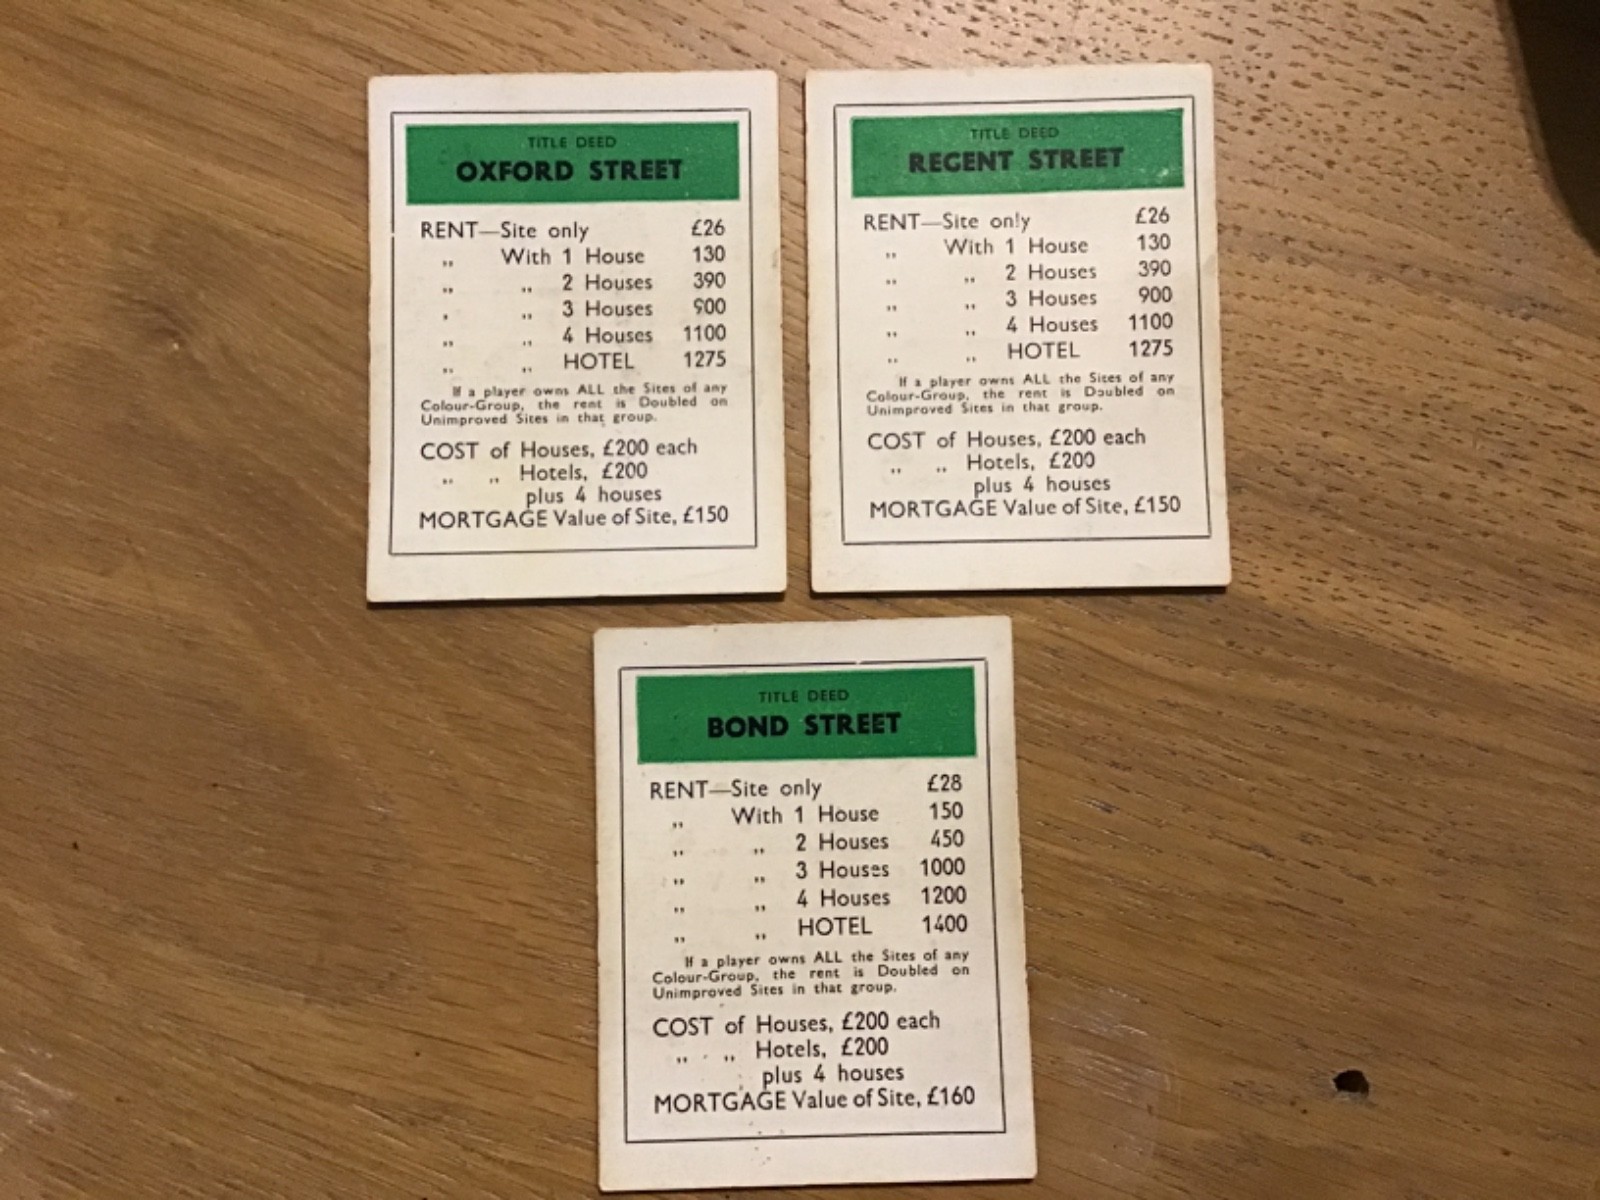 TITLE DEED
OXFORD STREET
RENT—Site only £26
„ With 1 House 130
„ „ 2 Houses 390
„ „ 3 Houses 900
„ „ 4 Houses 1100
„ „ HOTEL 1275
If a player owns ALL the Sites of any
Colour-Group, the rent is Doubled on
Unimproved Sites in that group.
COST of Houses, £200 each
„ „ Hotels, £200
plus 4 houses
MORTGAGE Value of Site, £150
TITLE DEED
REGENT STREET
RENT—Site only £26
„ With 1 House 130
„ „ 2 Houses 390
„ „ 3 Houses 900
„ „ 4 Houses 1100
„ „ HOTEL 1275
If a player owns ALL the Sites of any
Colour-Group, the rent is Doubled on
Unimproved Sites in that group.
COST of Houses, £200 each
„ „ Hotels, £200
plus 4 houses
MORTGAGE Value of Site, £150
TITLE DEED
BOND STREET
RENT—Site only £28
„ With 1 House 150
„ „ 2 Houses 450
„ „ 3 Houses 1000
„ „ 4 Houses 1200
„ „ HOTEL 1400
If a player owns ALL the Sites of any
Colour-Group, the rent is Doubled on
Unimproved Sites in that group.
COST of Houses, £200 each
„ „ Hotels, £200
plus 4 houses
MORTGAGE Value of Site, £160